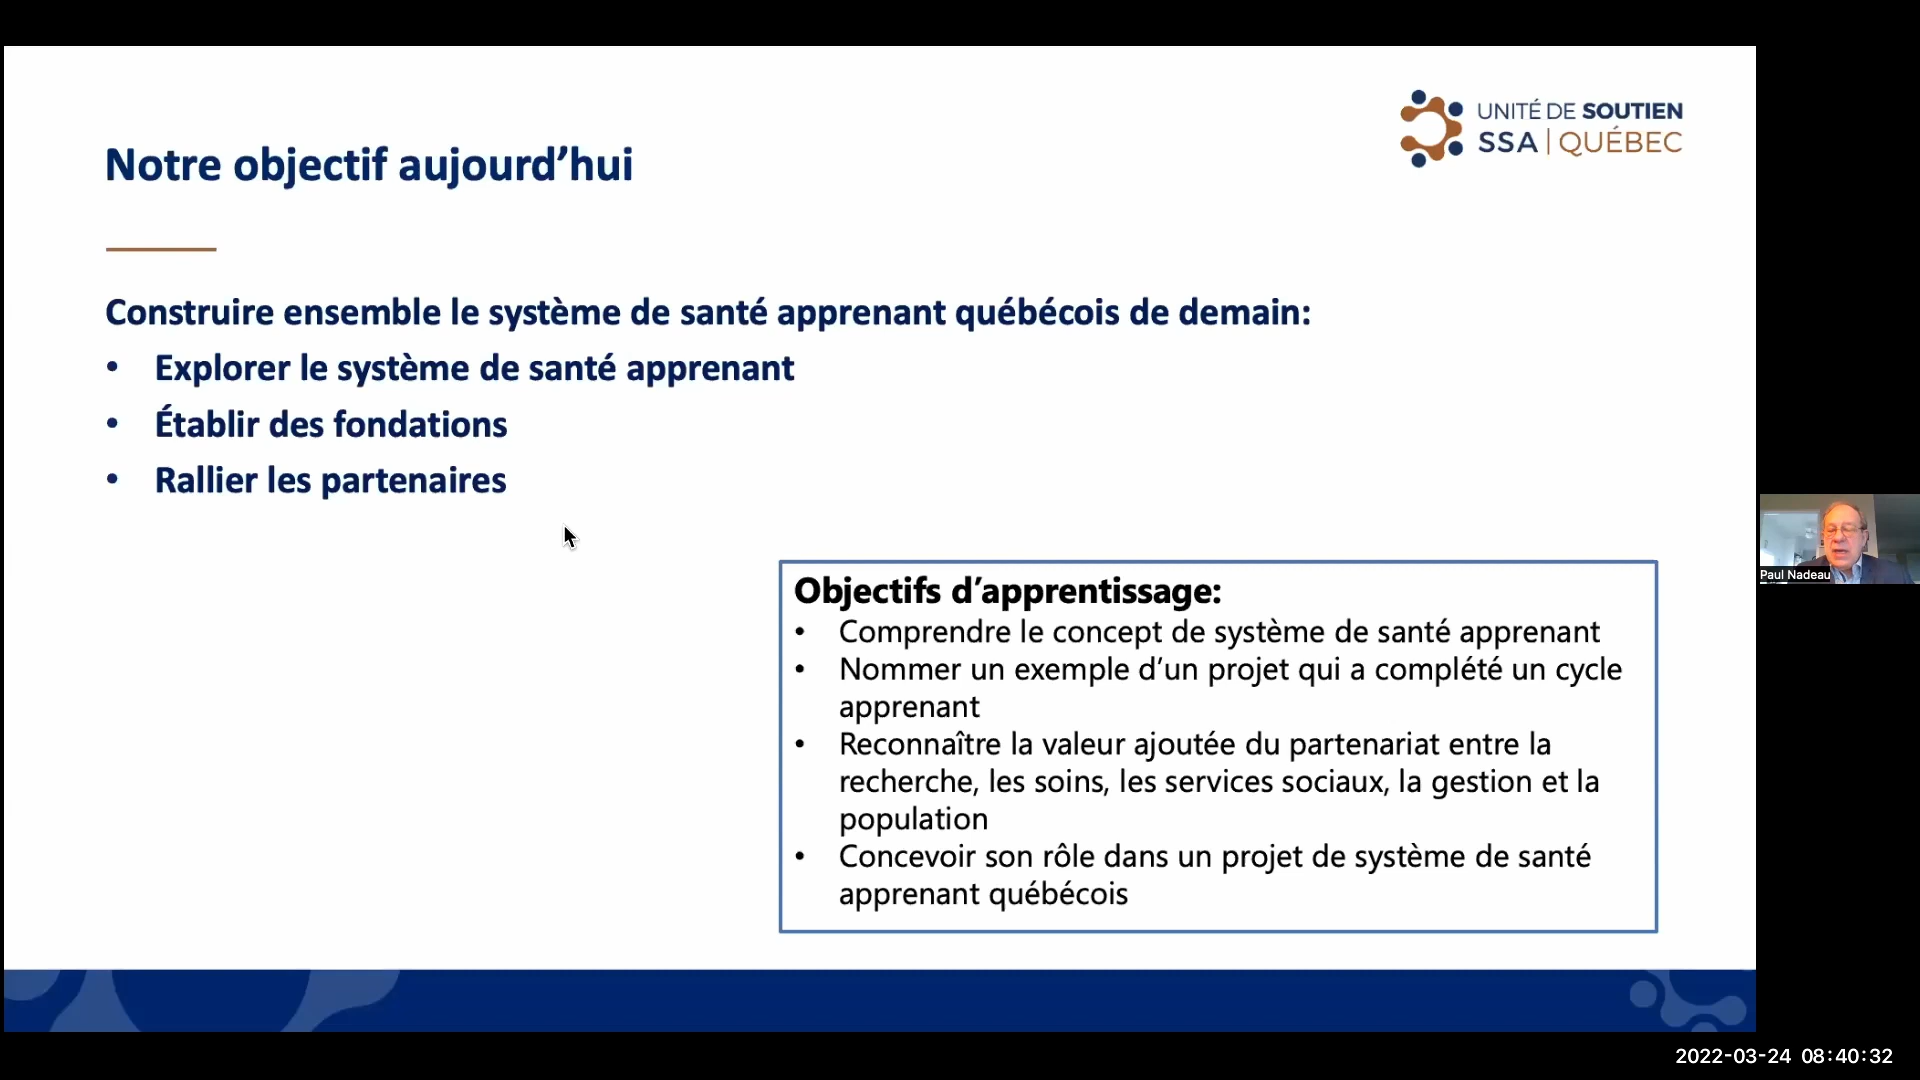 UNITÉ DE SOUTIEN
SSA | QUÉBEC
Notre objectif aujourd’hui
Construire ensemble le système de santé apprenant québécois de demain:
• Explorer le système de santé apprenant
• Établir des fondations
• Rallier les partenaires
Objectifs d’apprentissage:
• Comprendre le concept de système de santé apprenant
• Nommer un exemple d’un projet qui a complété un cycle
apprenant
• Reconnaître la valeur ajoutée du partenariat entre la
recherche, les soins, les services sociaux, la gestion et la
population
• Concevoir son rôle dans un projet de système de santé
apprenant québécois
Paul Nadeau
2022-03-24 08:40:32